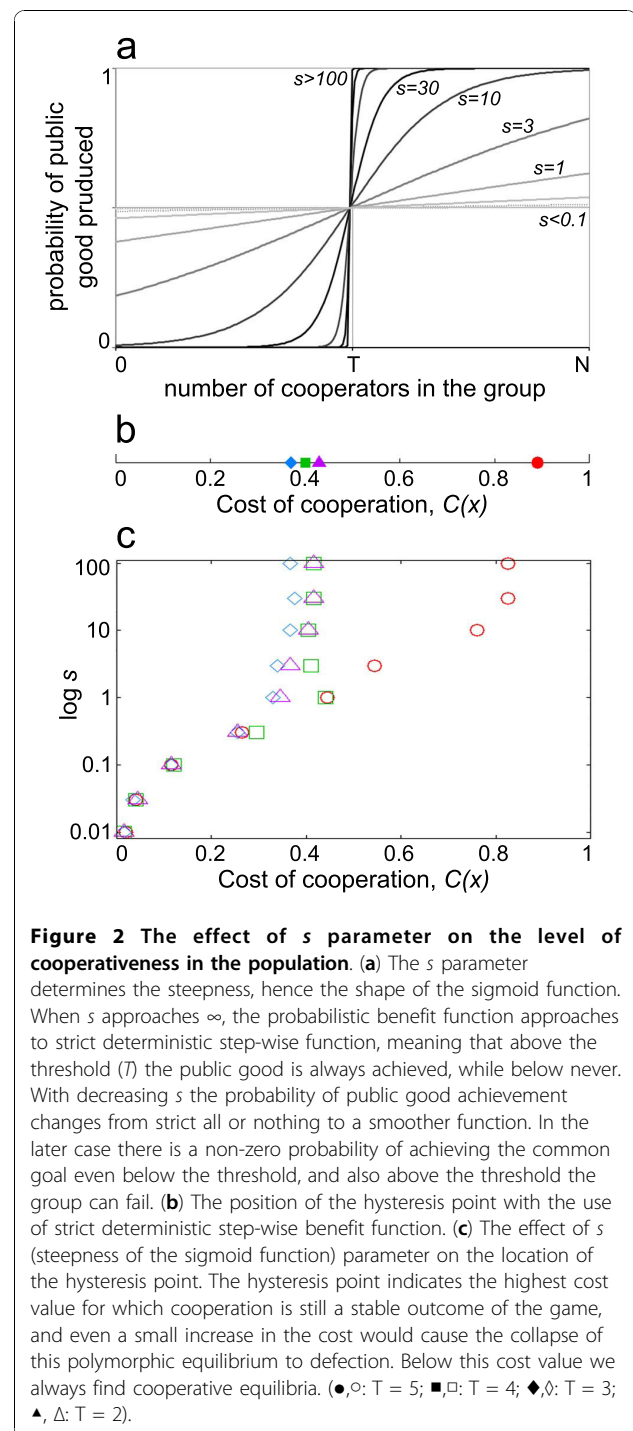 a
1
s>100
s=30
s=10
s=3
s=1
s<0.1
probability of public
good pruduced
0
0 T N
number of cooperators in the group
b
0 0.2 0.4 0.6 0.8 1
Cost of cooperation, C(x)
c
100
10
1
0.1
0.01
log s
0 0.2 0.4 0.6 0.8 1
Cost of cooperation, C(x)
Figure 2 The effect of s parameter on the level of
cooperativeness in the population. (a) The s parameter
determines the steepness, hence the shape of the sigmoid function.
When s approaches ∞, the probabilistic benefit function approaches
to strict deterministic step-wise function, meaning that above the
threshold (T) the public good is always achieved, while below never.
With decreasing s the probability of public good achievement
changes from strict all or nothing to a smoother function. In the
later case there is a non-zero probability of achieving the common
goal even below the threshold, and also above the threshold the
group can fail. (b) The position of the hysteresis point with the use
of strict deterministic step-wise benefit function. (c) The effect of s
(steepness of the sigmoid function) parameter on the location of
the hysteresis point. The hysteresis point indicates the highest cost
value for which cooperation is still a stable outcome of the game,
and even a small increase in the cost would cause the collapse of
this polymorphic equilibrium to defection. Below this cost value we
always find cooperative equilibria. (●,○: T = 5; ■,□: T = 4; ◆,◊: T = 3;
▲, Δ: T = 2).